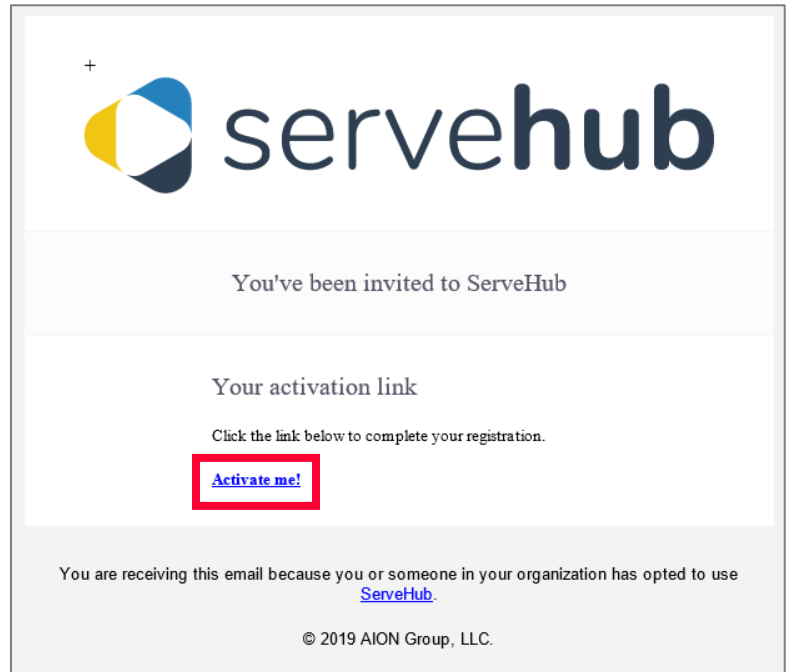 +
servehub
You've been invited to ServeHub
Your activation link
Click the link below to complete your registration.
Activate me!
You are receiving this email because you or someone in your organization has opted to use
ServeHub.
© 2019 AION Group, LLC.